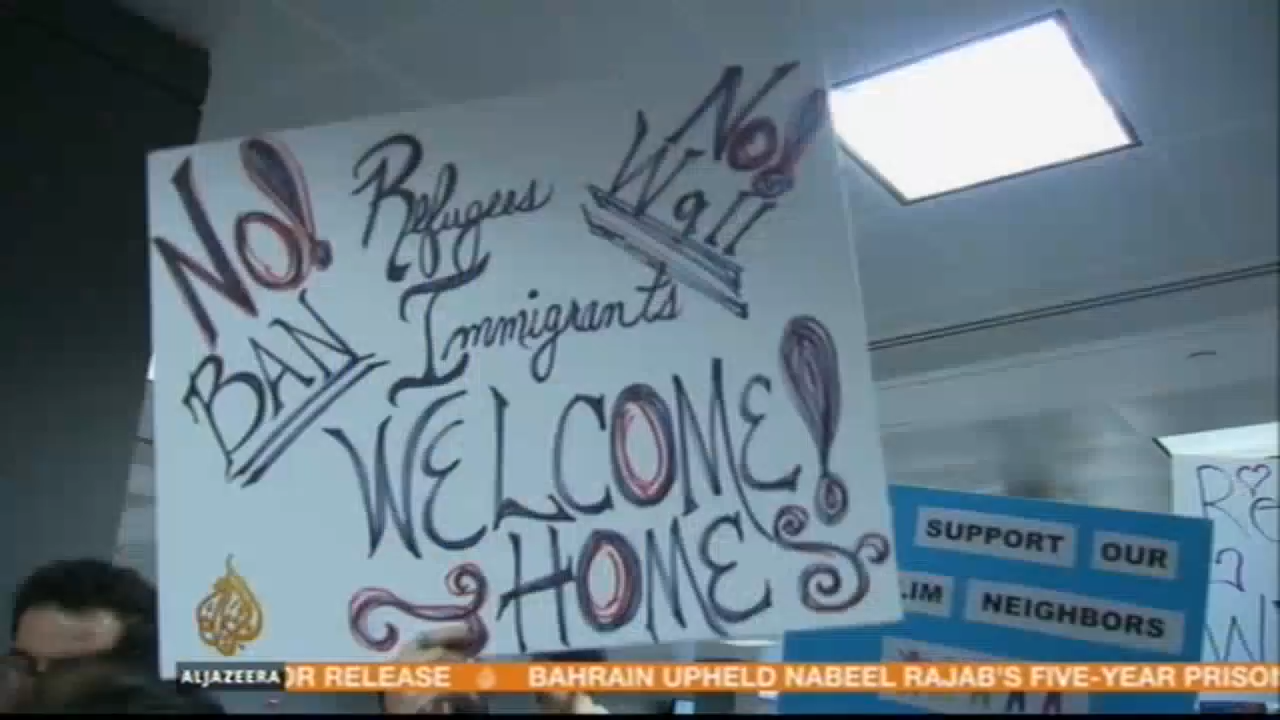 No!
BAN
Refugees
Immigrants
WELCOME!
HOME
No!
Wall
SUPPORT OUR
NEIGHBORS
ALJAZEERA
OR RELEASE BAHRAIN UPHELD NABEEL RAJAB'S FIVE-YEAR PRISON